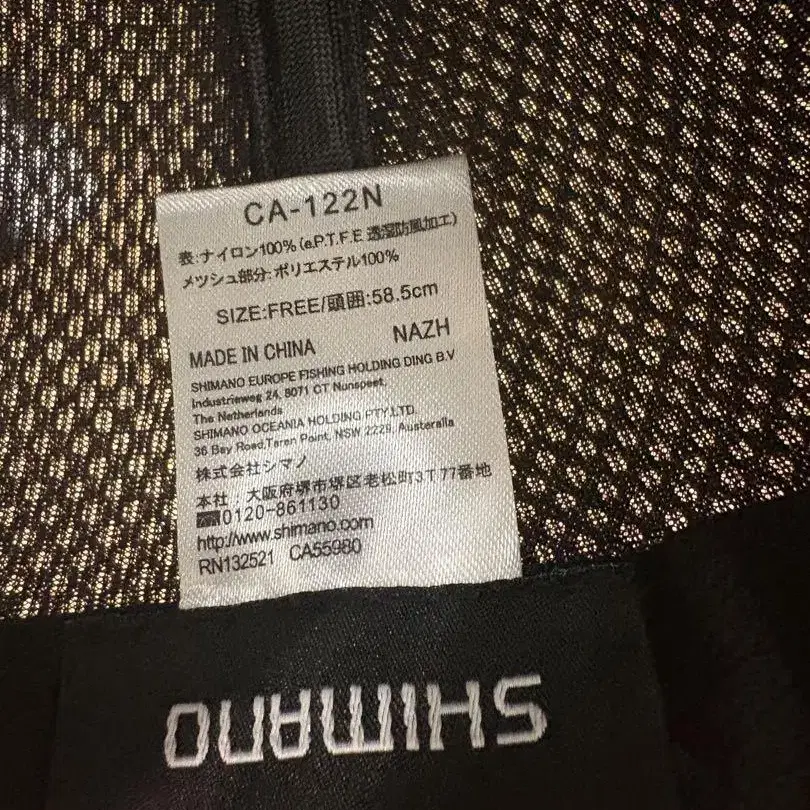 CA-122N
表:ナイロン100% (e.P.T.F.E 透湿防風加工)
メツシュ部分:ポリエステル100%
SIZE:FREE/頭囲:58.5cm
MADE IN CHINA NAZH
SHIMANO EUROPE FISHING HOLDING DING B.V
Industrieweg 24, 8071 CT Nunspeet,
The Netherlands
SHIMANO OCEANIA HOLDING PTY.LTD.
36 Bay Road,Taren Point, NSW 2229, Austeralia
株式会社シマノ
本社 . 大阪府堺市堺区老松町3T77番地
0120-861130
http://www.shimano.com
RN132521 CA55980
SHIMANO